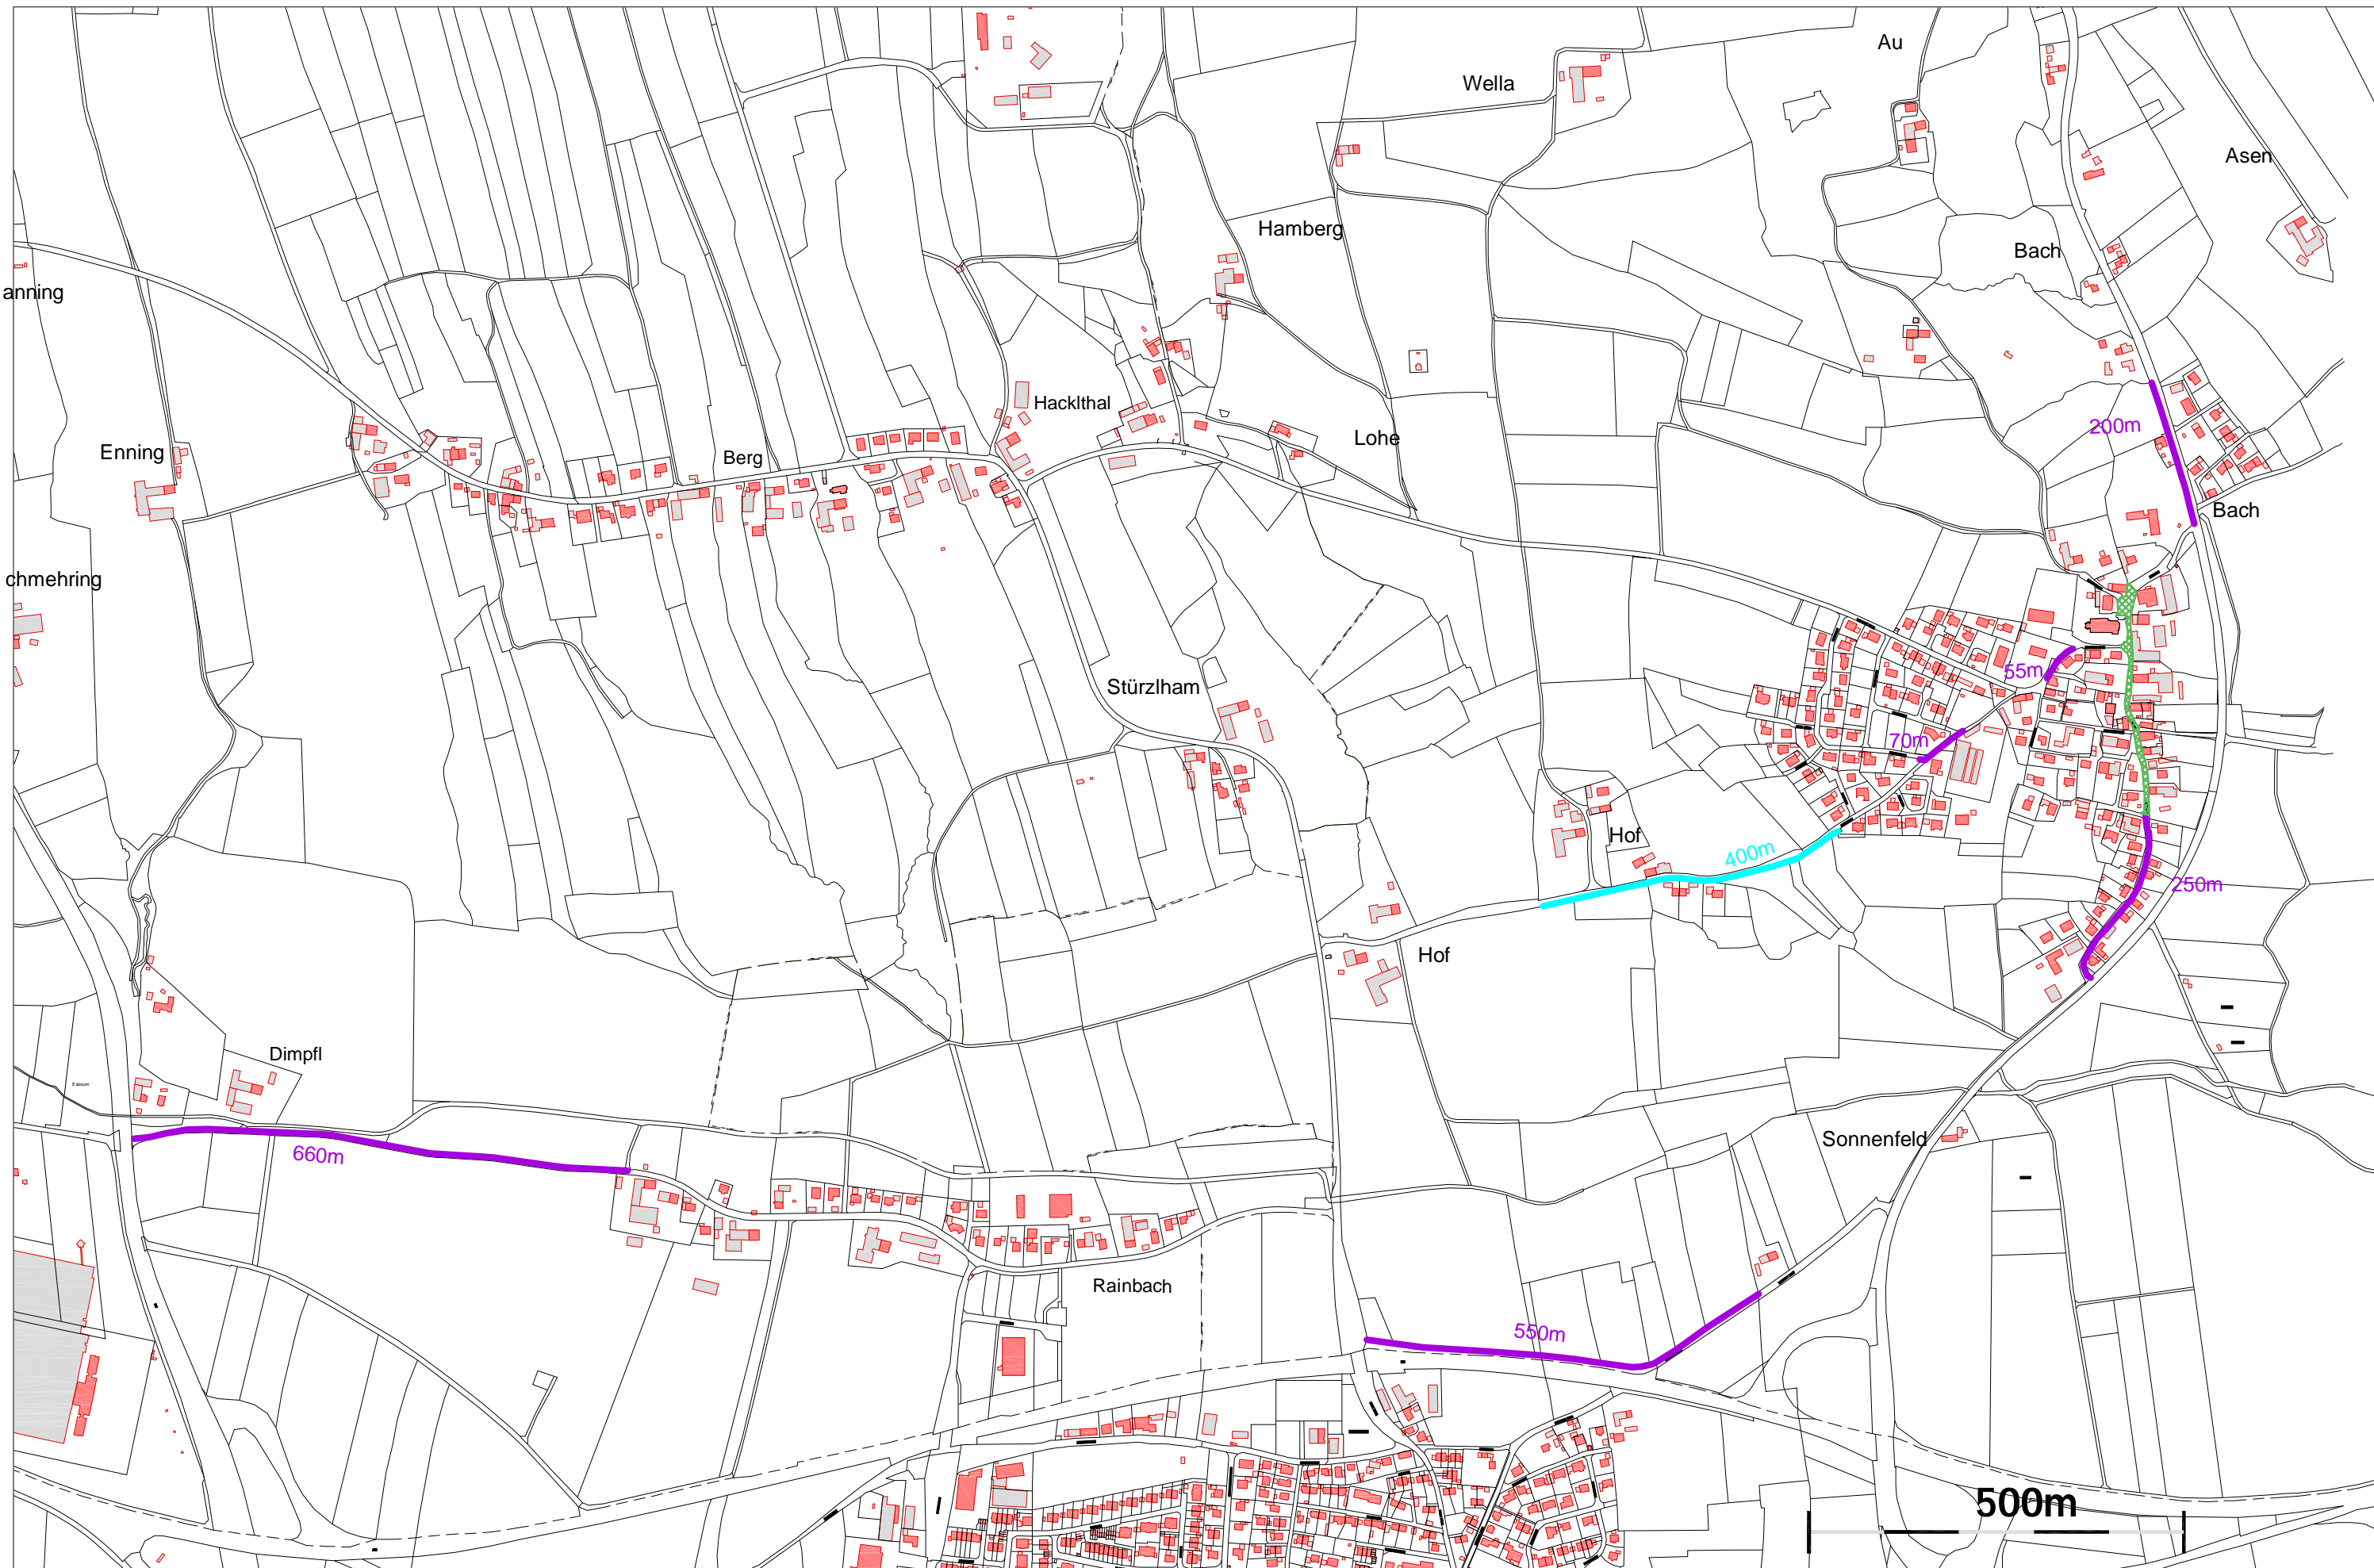 Au
Wella
Asen
Hamberg
Bach
anning
Hacklthal
200m
Lohe
Enning
Berg
Bach
chmehring
55m
Stürzlham
70m
Hof
400m
250m
Hof
Dimpfl
Sonnenfeld
660m
Rainbach
550m
500m